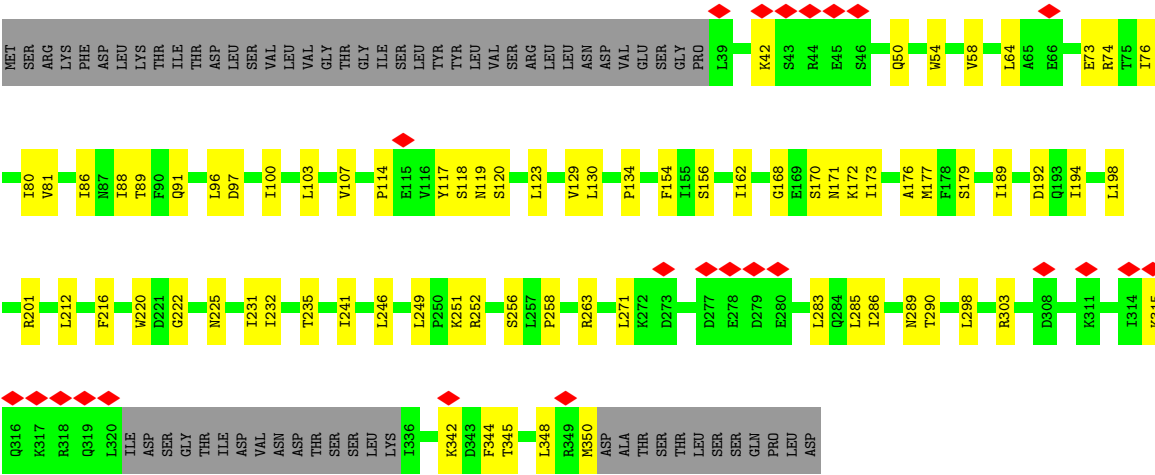 MET SER ARG LYS PHE ASP LEU LYS THR ILE THR ASP LEU SER VAL LEU VAL GLY THR GLY ILE SER LEU TYR TYR LEU VAL SER ARG LEU LEU ASN ASP VAL GLU SER GLY PRO L39 K42 S43 R44 E45 S46 Q50 W54 V58 L64 A65 E66 E73 R74 T75 I76
I80 V81 I86 N87 I88 T89 F90 Q91 L96 D97 I100 L103 V107 P114 E115 V116 Y117 S118 N119 S120 L123 V129 L130 P134 F154 I155 S156 I162 G168 E169 S170 N171 K172 I173 A176 M177 F178 S179 I189 D192 Q193 I194 L198
R201 L212 F216 W220 D221 G222 N225 I231 I232 T235 I241 L246 L249 P250 K251 R252 S256 L257 P258 R263 L271 K272 D273 D277 E278 D279 E280 L283 Q284 L285 I286 N289 T290 L298 R303 D308 K311 I314 K315
Q316 K317 R318 Q319 L320 ILE ASP SER GLY THR ILE ASP VAL ASN ASP THR SER SER LEU LYS I336 K342 D343 F344 T345 L348 R349 M350 ASP ALA THR SER THR LEU SER SER GLN PRO LEU ASP